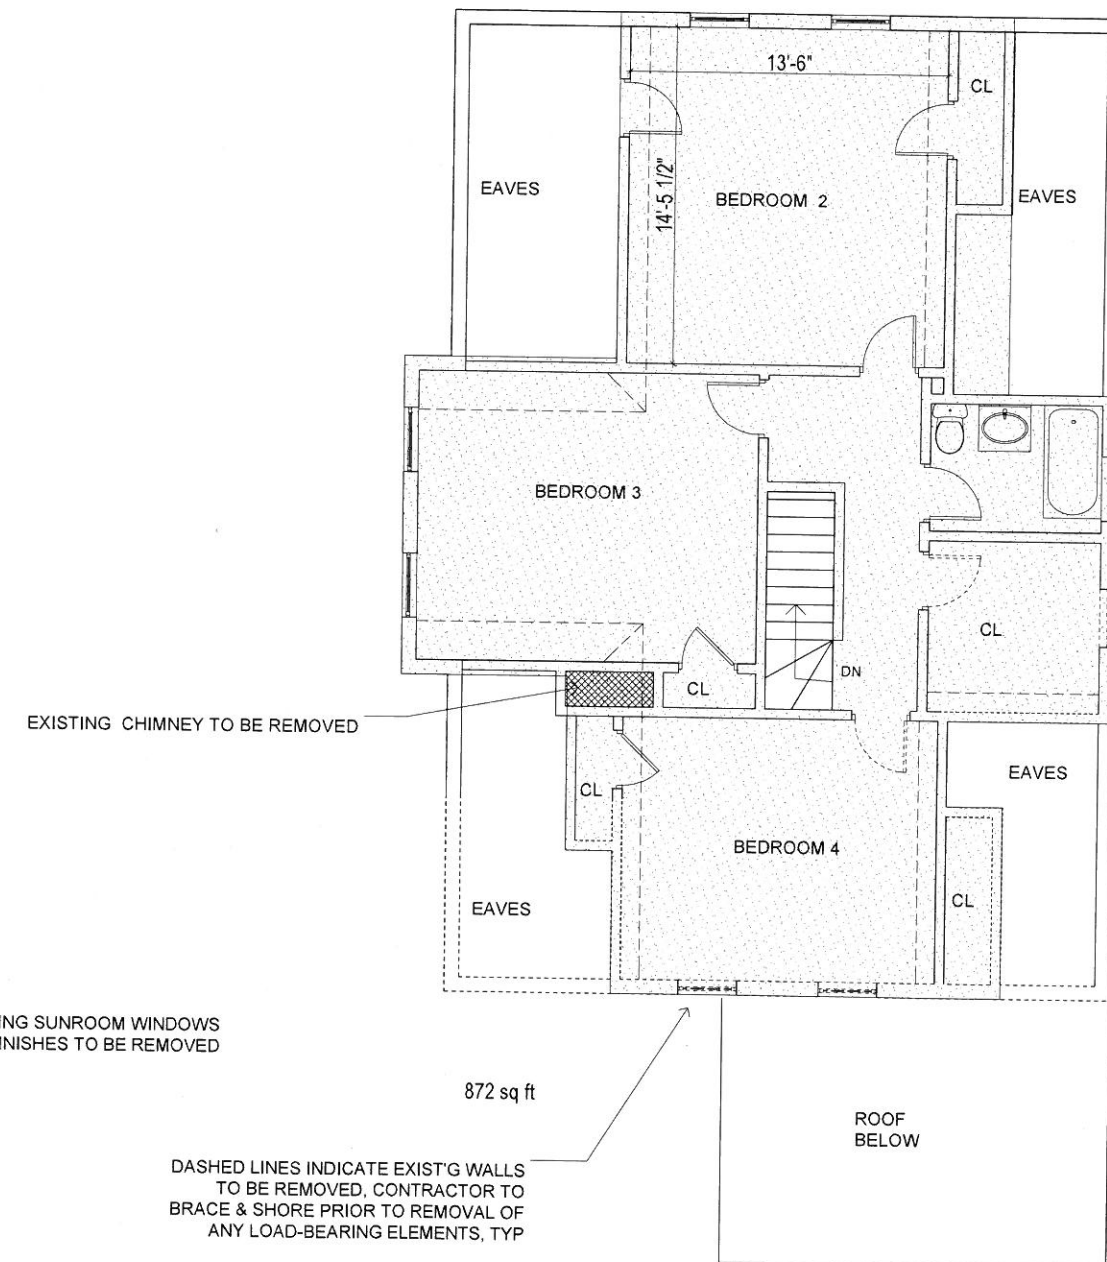 13'-6"
CL
EAVES
14'-5 1/2"
BEDROOM 2
EAVES
BEDROOM 3
CL
CL
DN
EXISTING CHIMNEY TO BE REMOVED
EAVES
CL
BEDROOM 4
CL
EAVES
SUNROOM WINDOWS
TO BE REMOVED
872 sq ft
ROOF
BELOW
DASHED LINES INDICATE EXIST'G WALLS
TO BE REMOVED, CONTRACTOR TO
BRACE & SHORE PRIOR TO REMOVAL OF
ANY LOAD-BEARING ELEMENTS, TYP